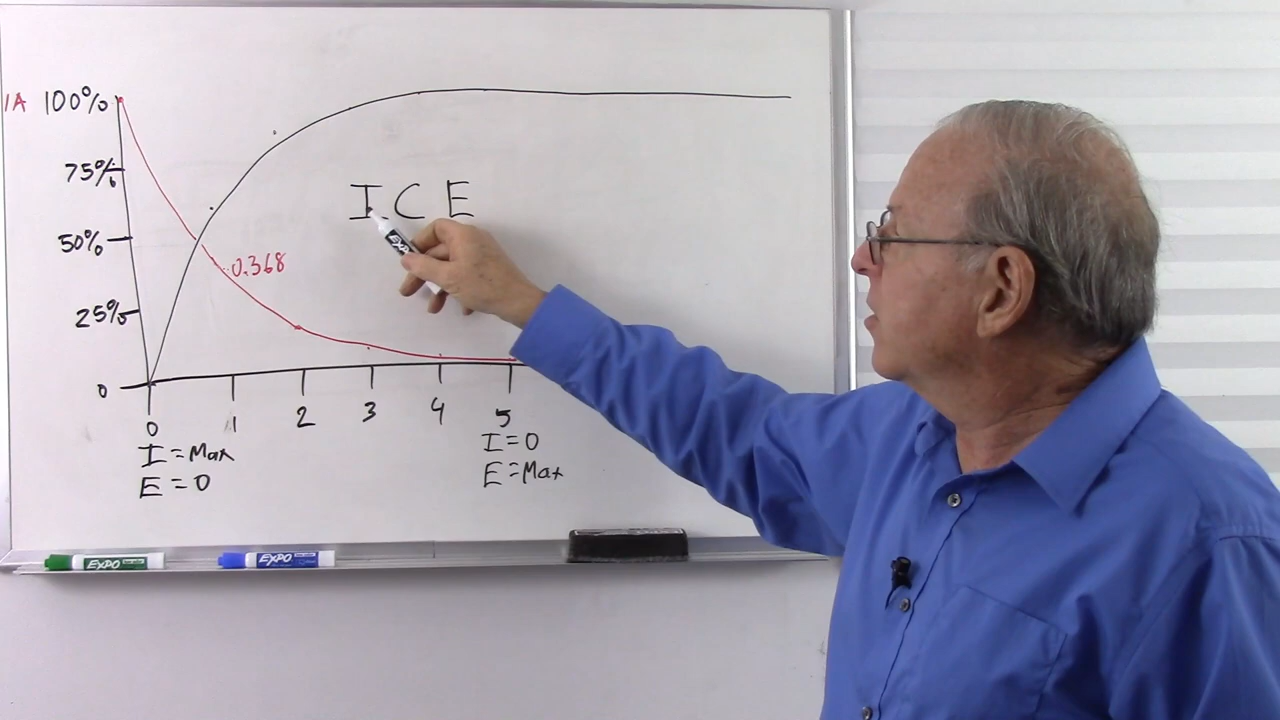 1A 100%
75%
50%
25%
0
I C E
0.368
0 1 2 3 4 5
I = Max
E = 0
I = 0
E = Max
EXPO
EXPO
EXPO